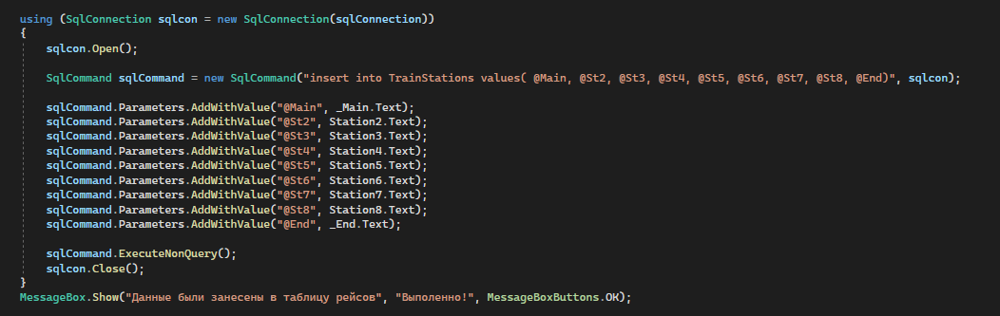 using (SqlConnection sqlcon = new SqlConnection(sqlConnection))
{
sqlcon.Open();
SqlCommand sqlCommand = new SqlCommand("insert into TrainStations values( @Main, @St2, @St3, @St4, @St5, @St6, @St7, @St8, @End)", sqlcon);
sqlCommand.Parameters.AddWithValue("@Main", _Main.Text);
sqlCommand.Parameters.AddWithValue("@St2", Station2.Text);
sqlCommand.Parameters.AddWithValue("@St3", Station3.Text);
sqlCommand.Parameters.AddWithValue("@St4", Station4.Text);
sqlCommand.Parameters.AddWithValue("@St5", Station5.Text);
sqlCommand.Parameters.AddWithValue("@St6", Station6.Text);
sqlCommand.Parameters.AddWithValue("@St7", Station7.Text);
sqlCommand.Parameters.AddWithValue("@St8", Station8.Text);
sqlCommand.Parameters.AddWithValue("@End", _End.Text);
sqlCommand.ExecuteNonQuery();
sqlcon.Close();
}
MessageBox.Show("Данные были занесены в таблицу рейсов", "Выполенно!", MessageBoxButtons.OK);